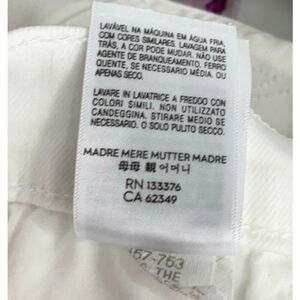 LAVÁVEL NA MÁQUINA EM ÁGUA FRIA,
COM CORES SIMILARES. LAVAGEM PARA
TRÁS, A COR PODE MUDAR. NÃO USE
AGENTE DE BRANQUEAMENTO. FERRO
QUENTE, SE NECESSÁRIO. MÉDIA. OU
APENAS SECO.
LAVARE IN LAVATRICE A FREDDO CON
COLORI SIMILI. NON UTILIZZATO
CANDEGGINA. STIRARE MEDIO SE
NECESSARIO. O SOLO PULITO SECCO.
MADRE MERE MUTTER MADRE
母母 親 어머니
RN 133376
CA 62349
57-753
THE